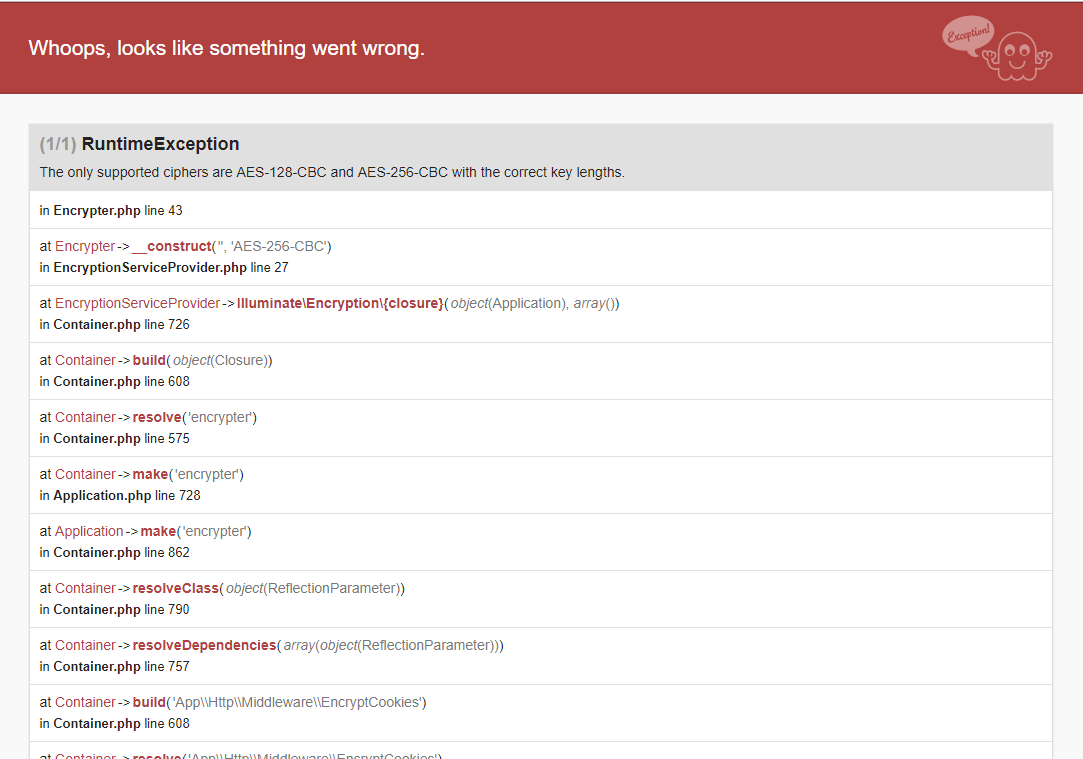 Whoops, looks like something went wrong.
Exception!
(1/1) RuntimeException
The only supported ciphers are AES-128-CBC and AES-256-CBC with the correct key lengths.
in Encrypter.php line 43
at Encrypter->__construct('', 'AES-256-CBC')
in EncryptionServiceProvider.php line 27
at EncryptionServiceProvider->Illuminate\Encryption\{closure}(object(Application), array())
in Container.php line 726
at Container->build(object(Closure))
in Container.php line 608
at Container->resolve('encrypter')
in Container.php line 575
at Container->make('encrypter')
in Application.php line 728
at Application->make('encrypter')
in Container.php line 862
at Container->resolveClass(object(ReflectionParameter))
in Container.php line 790
at Container->resolveDependencies(array(object(ReflectionParameter)))
in Container.php line 757
at Container->build('App\\Http\\Middleware\\EncryptCookies')
in Container.php line 608
at Container->resolve('App\\Http\\Middleware\\EncryptCookies')